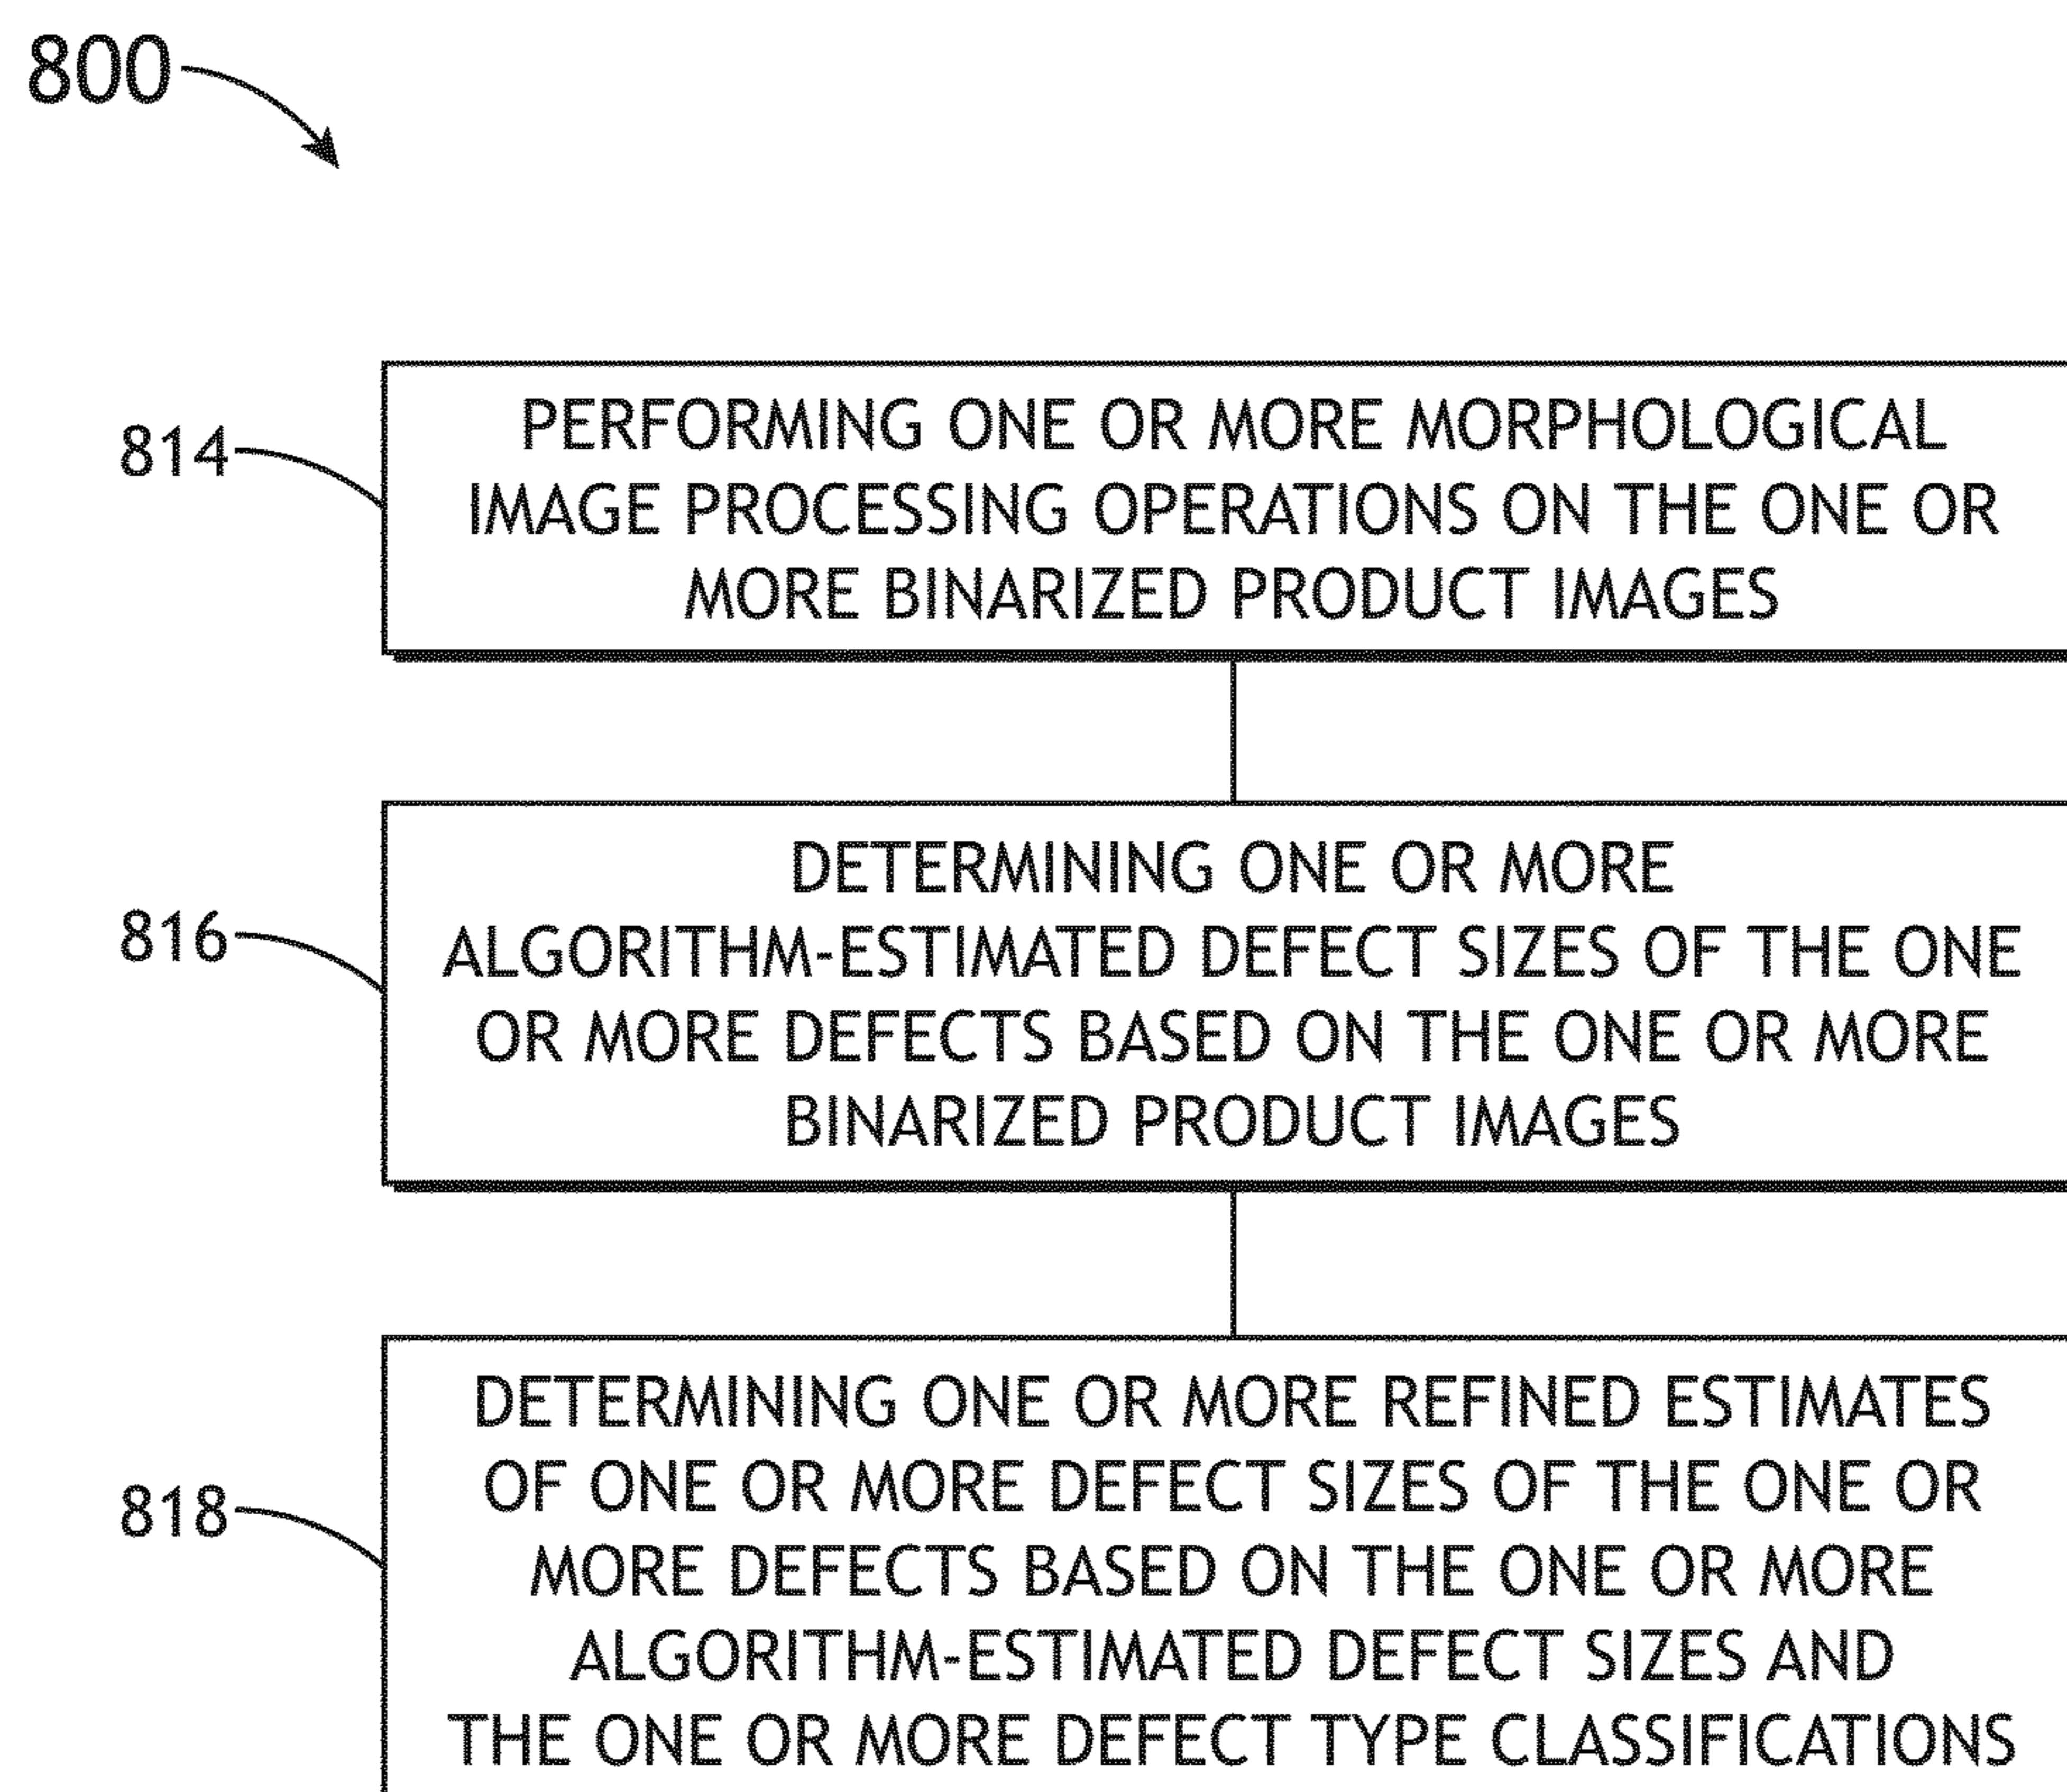 800
814
PERFORMING ONE OR MORE MORPHOLOGICAL
IMAGE PROCESSING OPERATIONS ON THE ONE OR
MORE BINARIZED PRODUCT IMAGES
816
DETERMINING ONE OR MORE
ALGORITHM-ESTIMATED DEFECT SIZES OF THE ONE
OR MORE DEFECTS BASED ON THE ONE OR MORE
BINARIZED PRODUCT IMAGES
818
DETERMINING ONE OR MORE REFINED ESTIMATES
OF ONE OR MORE DEFECT SIZES OF THE ONE OR
MORE DEFECTS BASED ON THE ONE OR MORE
ALGORITHM-ESTIMATED DEFECT SIZES AND
THE ONE OR MORE DEFECT TYPE CLASSIFICATIONS